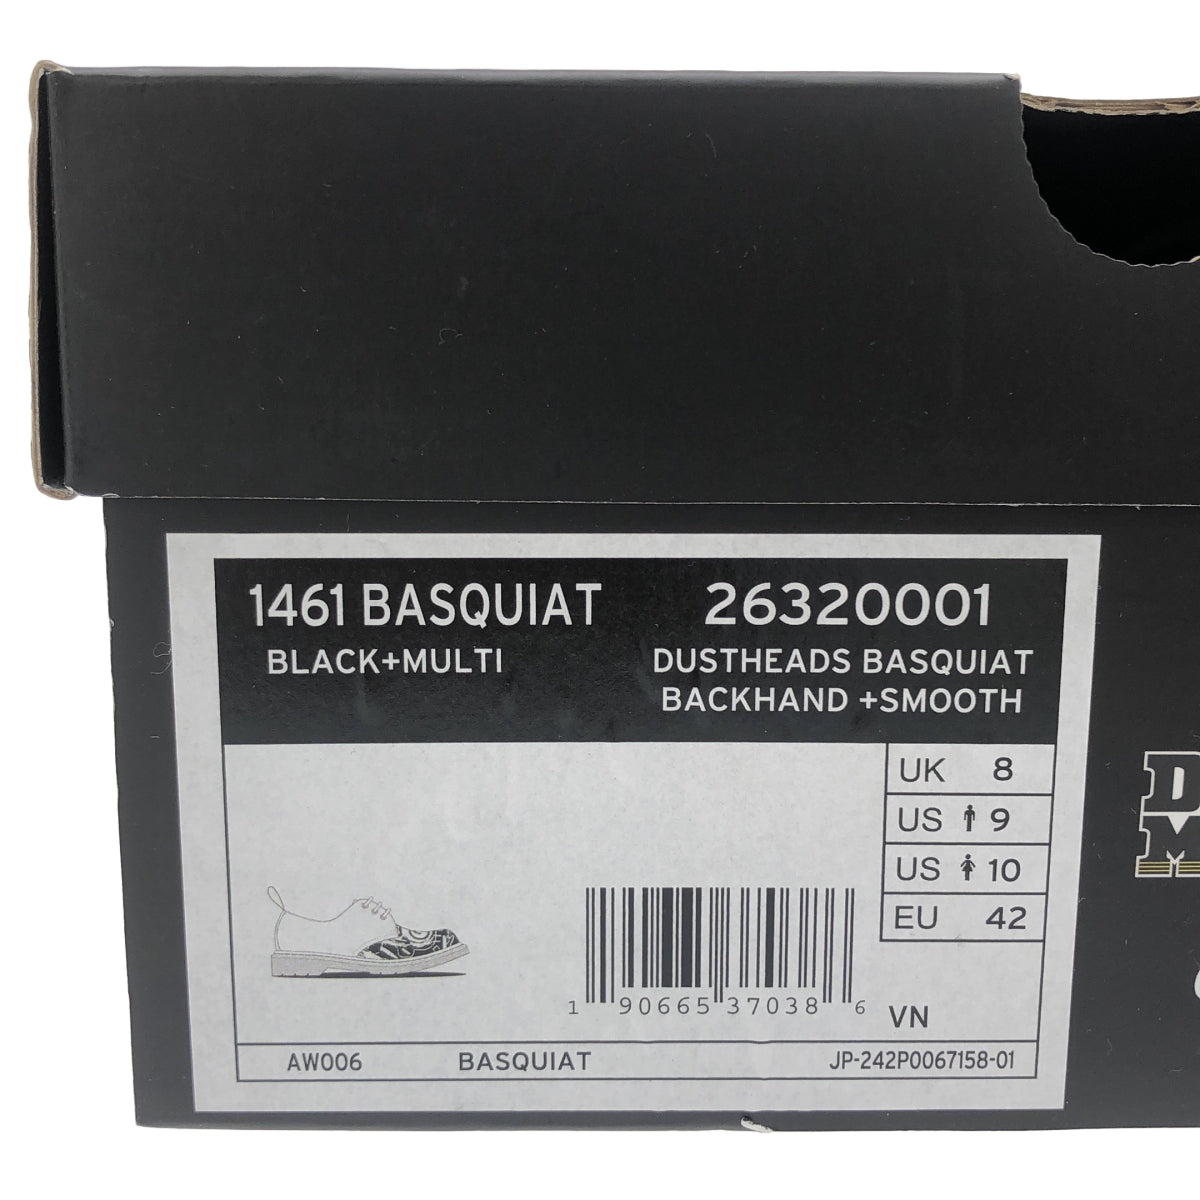 1461 BASQUIAT 26320001
BLACK+MULTI DUSTHEADS BASQUIAT
BACKHAND +SMOOTH
UK 8
US 9
US 10
EU 42
1 90665 37038 6
VN
AW006 BASQUIAT JP-242P0067158-01
D
M